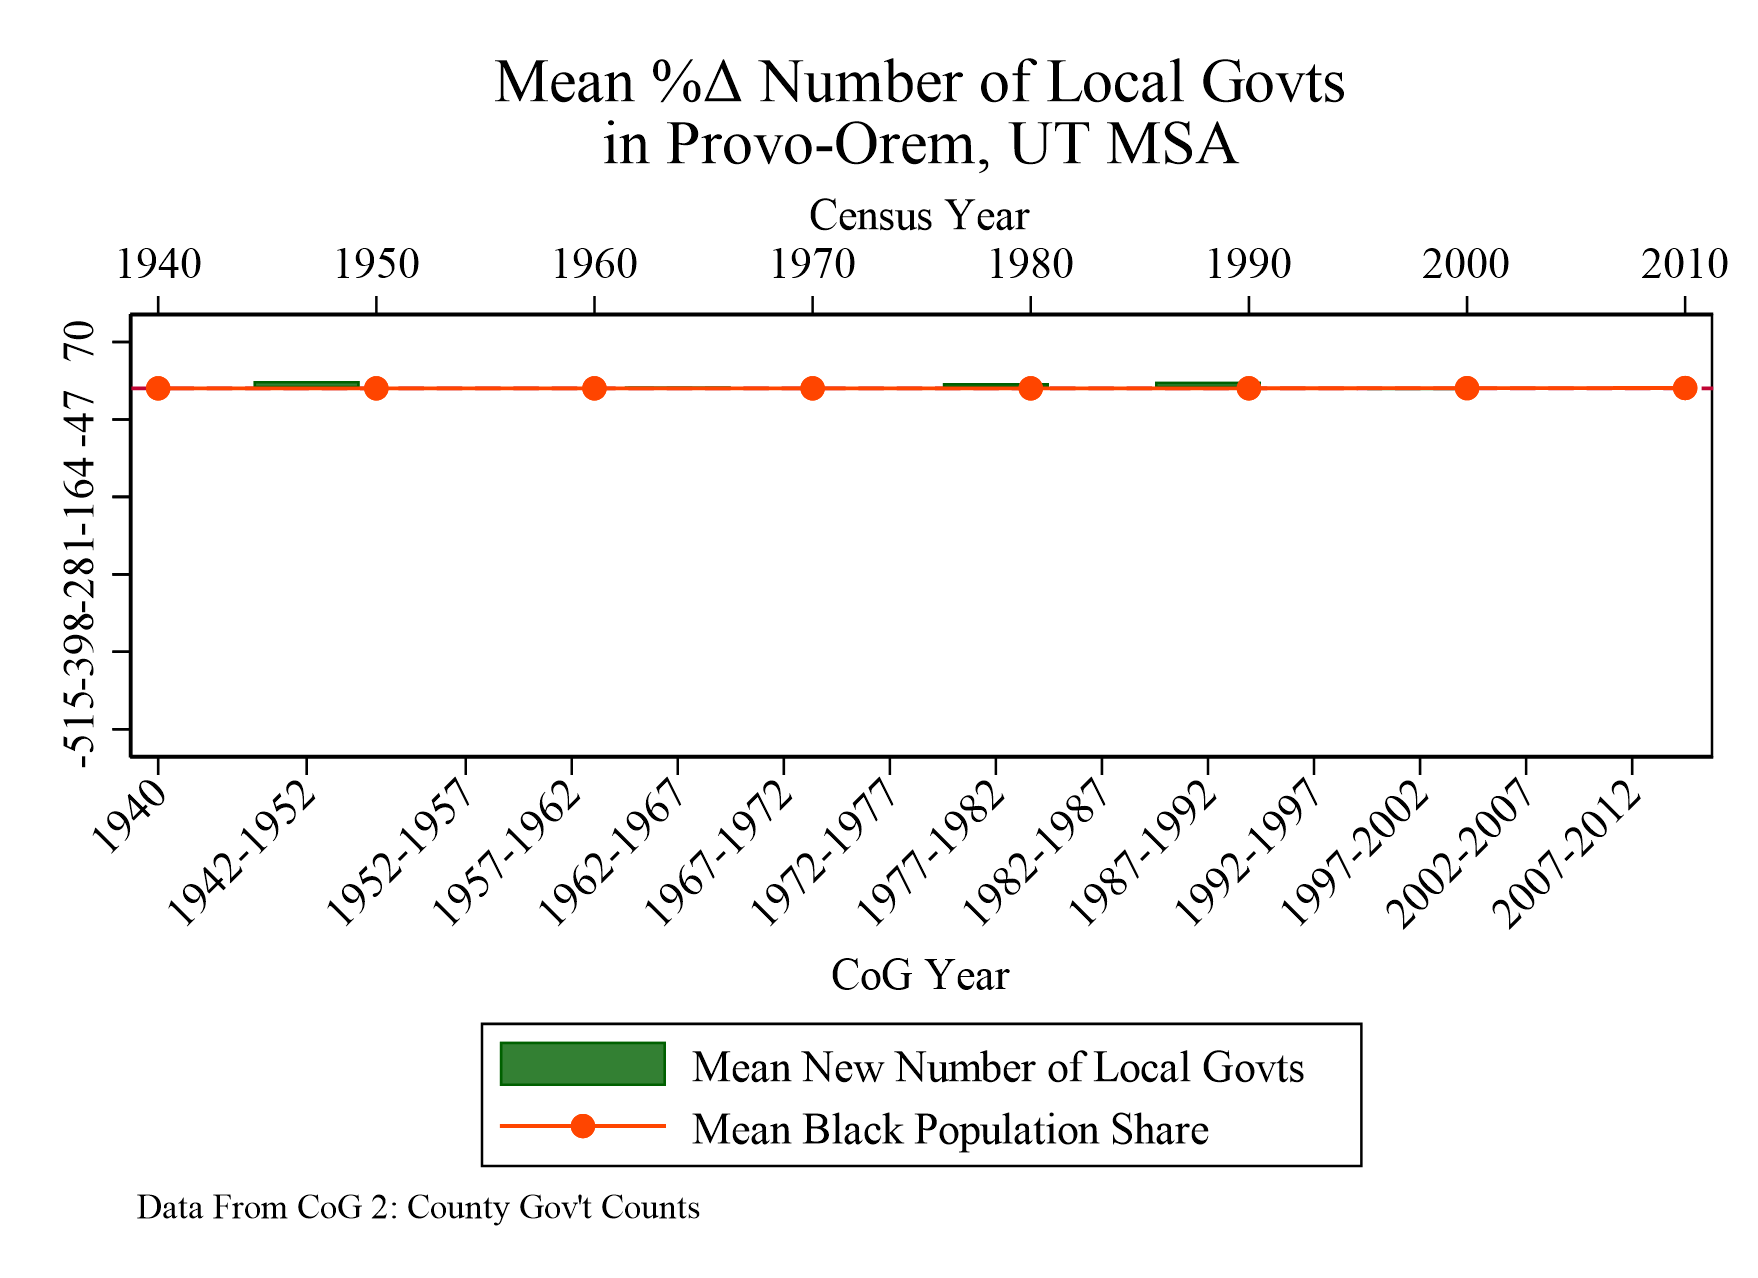 Mean %Δ Number of Local Govts
in Provo-Orem, UT MSA
Census Year
1940 1950 1960 1970 1980 1990 2000 2010
70
-47
-164
-281
-398
-515
1940 1942-1952 1952-1957 1957-1962 1962-1967 1967-1972 1972-1977 1977-1982 1982-1987 1987-1992 1992-1997 1997-2002 2002-2007 2007-2012
CoG Year
Mean New Number of Local Govts
Mean Black Population Share
Data From CoG 2: County Gov't Counts